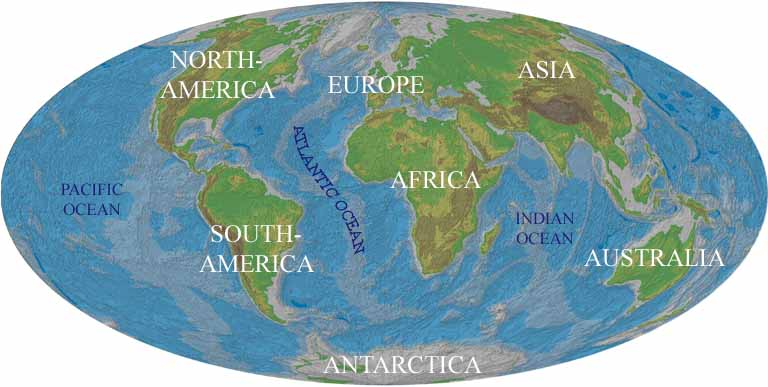 NORTH-
AMERICA
EUROPE
ASIA
ATLANTIC OCEAN
AFRICA
PACIFIC
OCEAN
SOUTH-
AMERICA
INDIAN
OCEAN
AUSTRALIA
ANTARCTICA